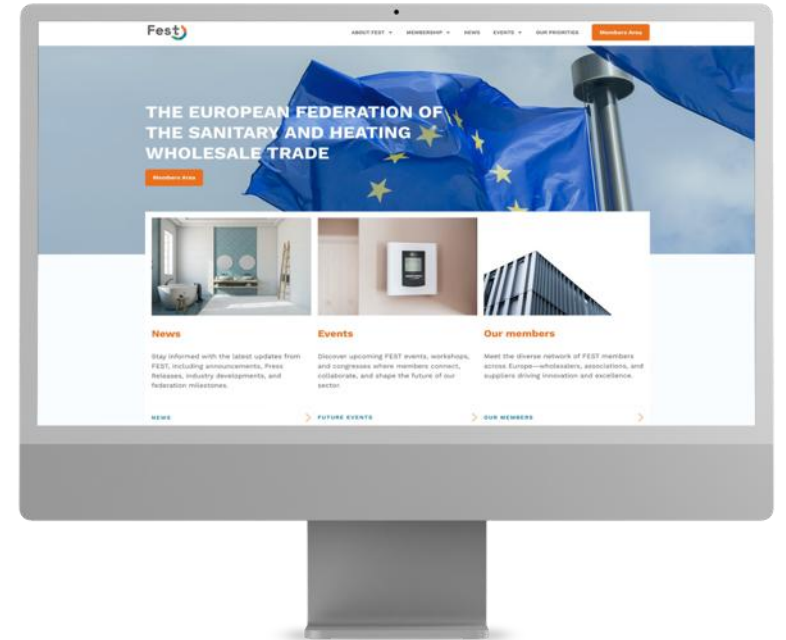 Fest
ABOUT FEST
MEMBERSHIP
NEWS
EVENTS
OUR PRIORITIES
Members Area
THE EUROPEAN FEDERATION OF
THE SANITARY AND HEATING
WHOLESALE TRADE
Members Area
News
Stay informed with the latest updates from
FEST, including announcements, Press
Releases, industry developments, and
federation milestones.
NEWS
Events
Discover upcoming FEST events, workshops,
and congresses where members connect,
collaborate, and shape the future of our
sector
FUTURE EVENTS
Our members
Meet the diverse network of FEST members
across Europe—wholesalers, associations, and
suppliers driving innovation and excellence.
OUR MEMBERS